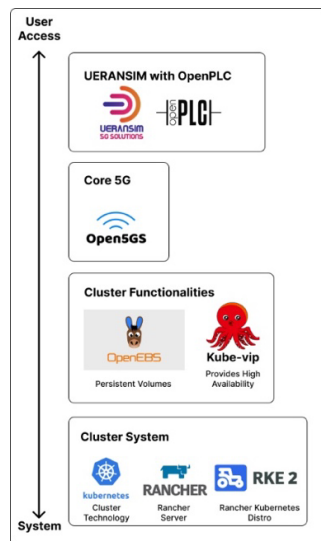 User
Access
UERANSIM with OpenPLC
UERANSIM
5G SOLUTIONS
open PLC
Core 5G
Open5GS
Cluster Functionalities
OpenEBS
Kube-vip
Persistent Volumes
Provides High
Availability
Cluster System
kubernetes
RANCHER
RKE 2
Cluster
Technology
Rancher
Server
Rancher Kubernetes
Distro
System